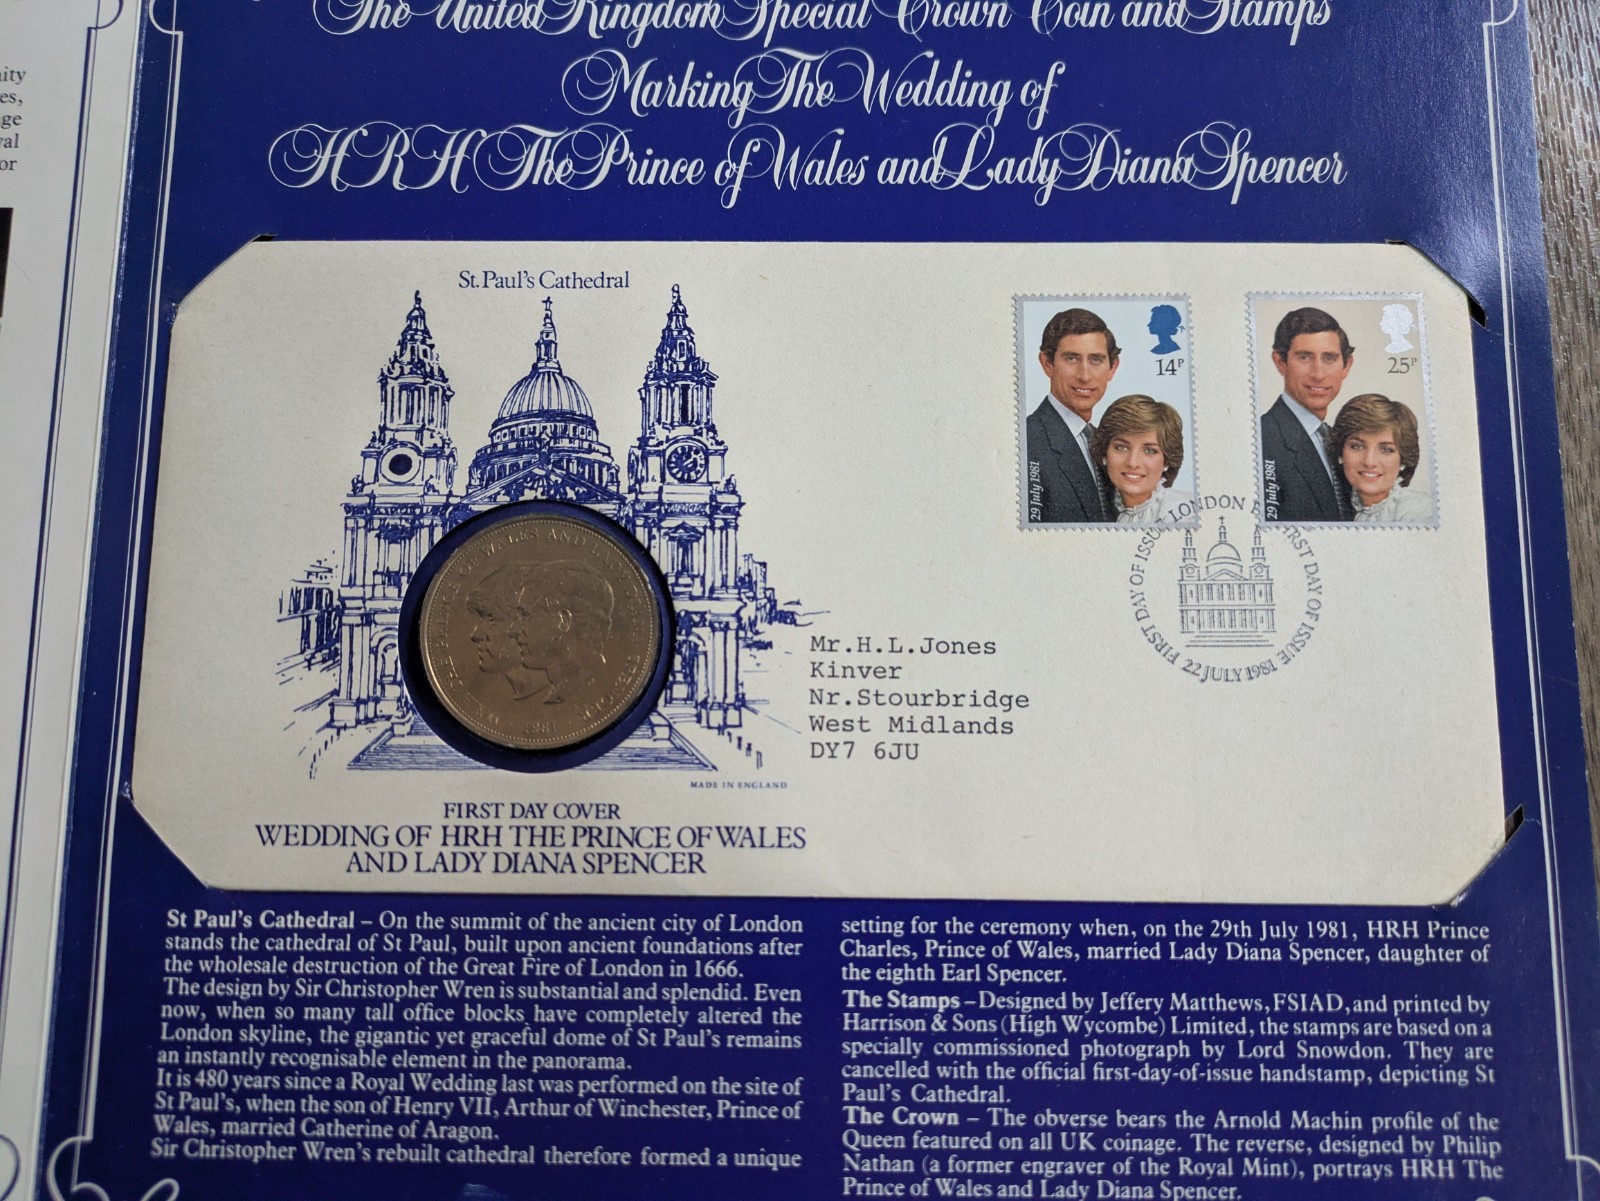 The United Kingdom Special Crown Coin and Stamps
Marking The Wedding of
HRH The Prince of Wales and Lady Diana Spencer
ity
es,
ge
al
or
St. Paul's Cathedral
14P
25P
29 July 1981
29 July 1981
FIRST DAY OF ISSUE LONDON E FIRST DAY OF ISSUE
22 JULY 1981
PRINCE OF WALES AND LADY
1981
Mr.H.L.Jones
Kinver
Nr.Stourbridge
West Midlands
DY7 6JU
MADE IN ENGLAND
FIRST DAY COVER
WEDDING OF HRH THE PRINCE OF WALES
AND LADY DIANA SPENCER
St Paul's Cathedral – On the summit of the ancient city of London
stands the cathedral of St Paul, built upon ancient foundations after
the wholesale destruction of the Great Fire of London in 1666.
The design by Sir Christopher Wren is substantial and splendid. Even
now, when so many tall office blocks have completely altered the
London skyline, the gigantic yet graceful dome of St Paul's remains
an instantly recognisable element in the panorama.
It is 480 years since a Royal Wedding last was performed on the site of
St Paul's, when the son of Henry VII, Arthur of Winchester, Prince of
Wales, married Catherine of Aragon.
Sir Christopher Wren's rebuilt cathedral therefore formed a unique
setting for the ceremony when, on the 29th July 1981, HRH Prince
Charles, Prince of Wales, married Lady Diana Spencer, daughter of
the eighth Earl Spencer.
The Stamps – Designed by Jeffery Matthews, FSIAD, and printed by
Harrison & Sons (High Wycombe) Limited, the stamps are based on a
specially commissioned photograph by Lord Snowdon. They are
cancelled with the official first-day-of-issue handstamp, depicting St
Paul's Cathedral.
The Crown – The obverse bears the Arnold Machin profile of the
Queen featured on all UK coinage. The reverse, designed by Philip
Nathan (a former engraver of the Royal Mint), portrays HRH The
Prince of Wales and Lady Diana Spencer.